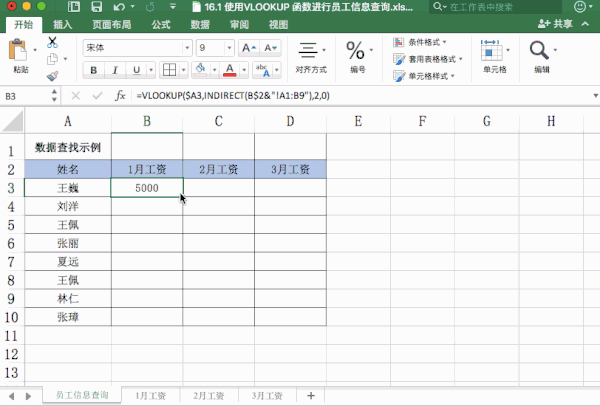 16.1 使用VLOOKUP 函数进行员工信息查询.xls...
在工作表中搜索
开始 插入 页面布局 公式 数据 审阅 视图 共享
粘贴 宋体 9 A A 对齐方式 % 编号 条件格式 套用表格格式 单元格样式 单元格 编辑
B I U A abc
B3 fx =VLOOKUP($A3,INDIRECT(B$2&"!A1:B9"),2,0)
A B C D E F G H
1 数据查找示例
2 姓名 1月工资 2月工资 3月工资
3 王巍 5000
4 刘洋
5 王佩
6 张丽
7 夏远
8 王佩
9 林仁
10 张璋
11
12
13
员工信息查询 1月工资 2月工资 3月工资 +